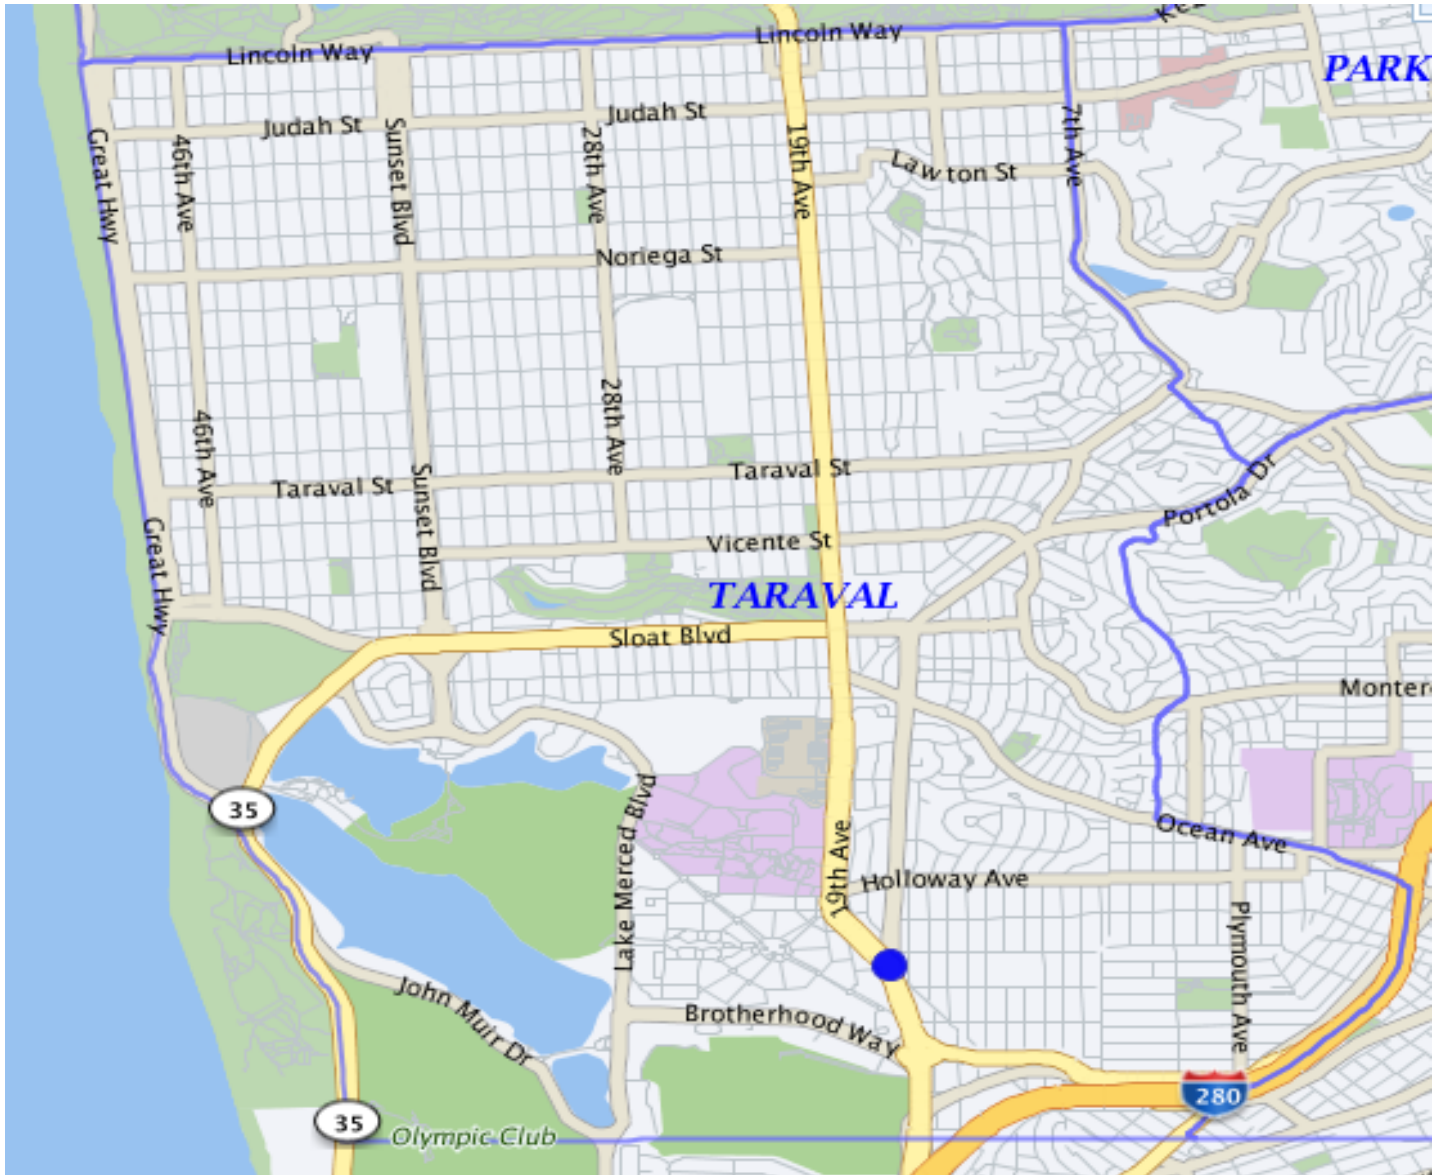 Lincoln Way
Lincoln Way
PARK
Judah St
Judah St
Great Hwy
46th Ave
Sunset Blvd
28th Ave
19th Ave
7th Ave
Lawton St
Noriega St
28th Ave
46th Ave
Taraval St
Taraval St
Sunset Blvd
Portola Dr
Great Hwy
Vicente St
TARAVAL
Sloat Blvd
35
Lake Merced Blvd
19th Ave
Ocean Ave
Holloway Ave
Plymouth Ave
John Muir Dr
Brotherhood Way
280
35
Olympic Club